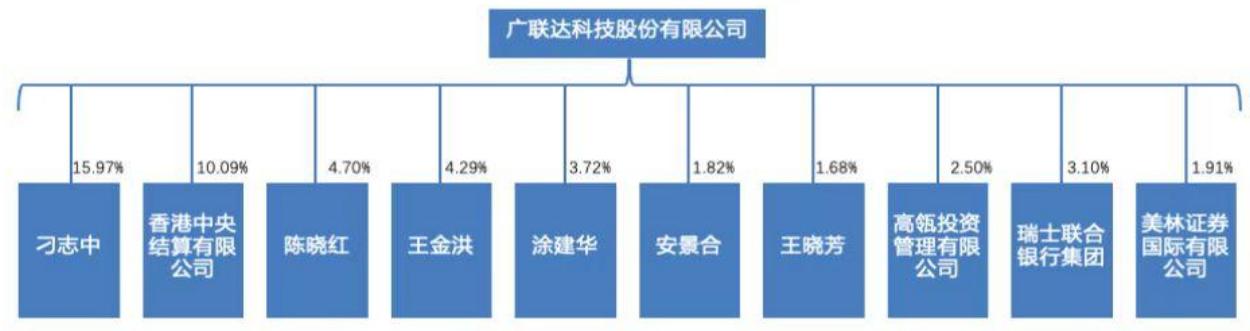 广联达科技股份有限公司
15.97%
10.09%
4.70%
4.29%
3.72%
1.82%
1.68%
2.50%
3.10%
1.91%
刁志中
香港中央
结算有限
公司
陈晓红
王金洪
涂建华
安景合
王晓芳
高瓴投资
管理有限
公司
瑞士联合
银行集团
美林证券
国际有限
公司